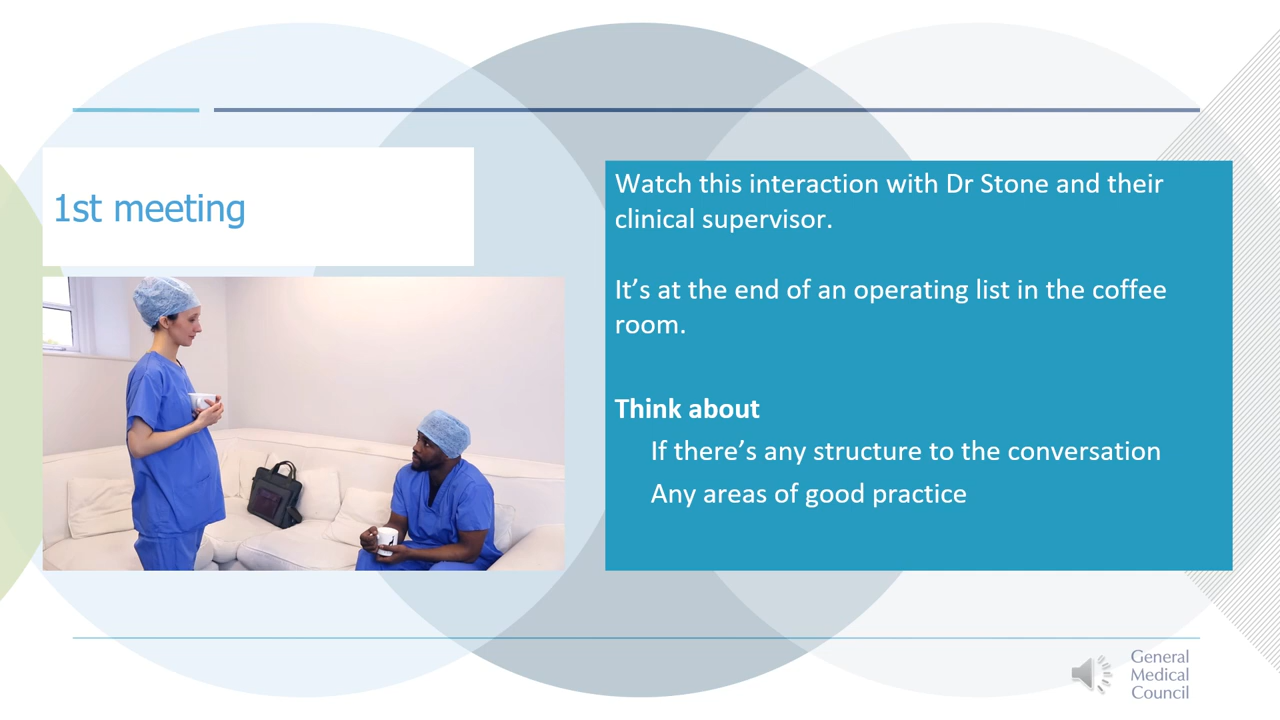 1st meeting
Watch this interaction with Dr Stone and their
clinical supervisor.
It’s at the end of an operating list in the coffee
room.
Think about
If there’s any structure to the conversation
Any areas of good practice
General
Medical
Council